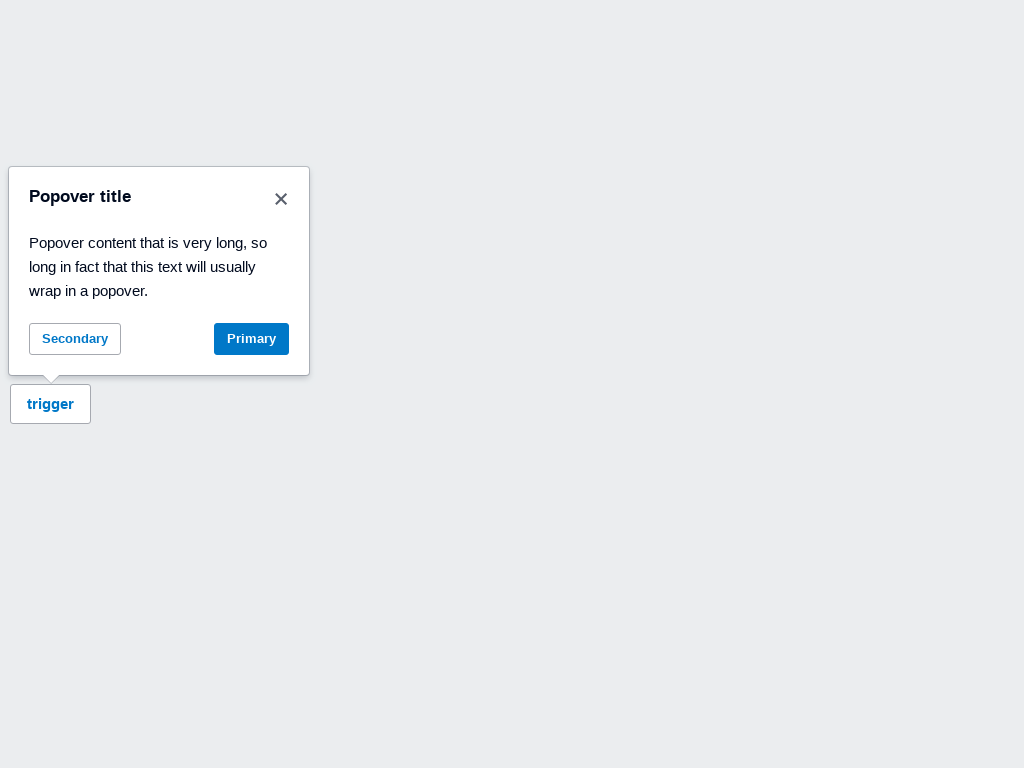 Popover title
Popover content that is very long, so
long in fact that this text will usually
wrap in a popover.
Secondary
Primary
trigger